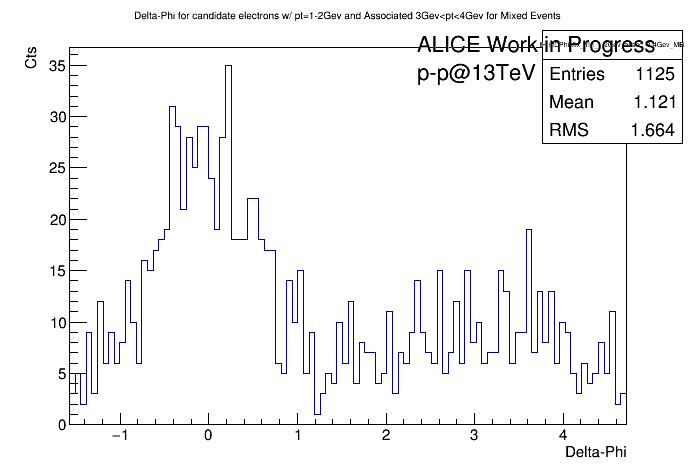 Delta-Phi for candidate electrons w/ pt=1-2Gev and Associated 3Gev<pt<4Gev for Mixed Events
Cts
ALICE Work in Progress
p-p@13TeV
Entries 1125
Mean 1.121
RMS 1.664
35
30
25
20
15
10
5
0
−1 0 1 2 3 4
Delta-Phi